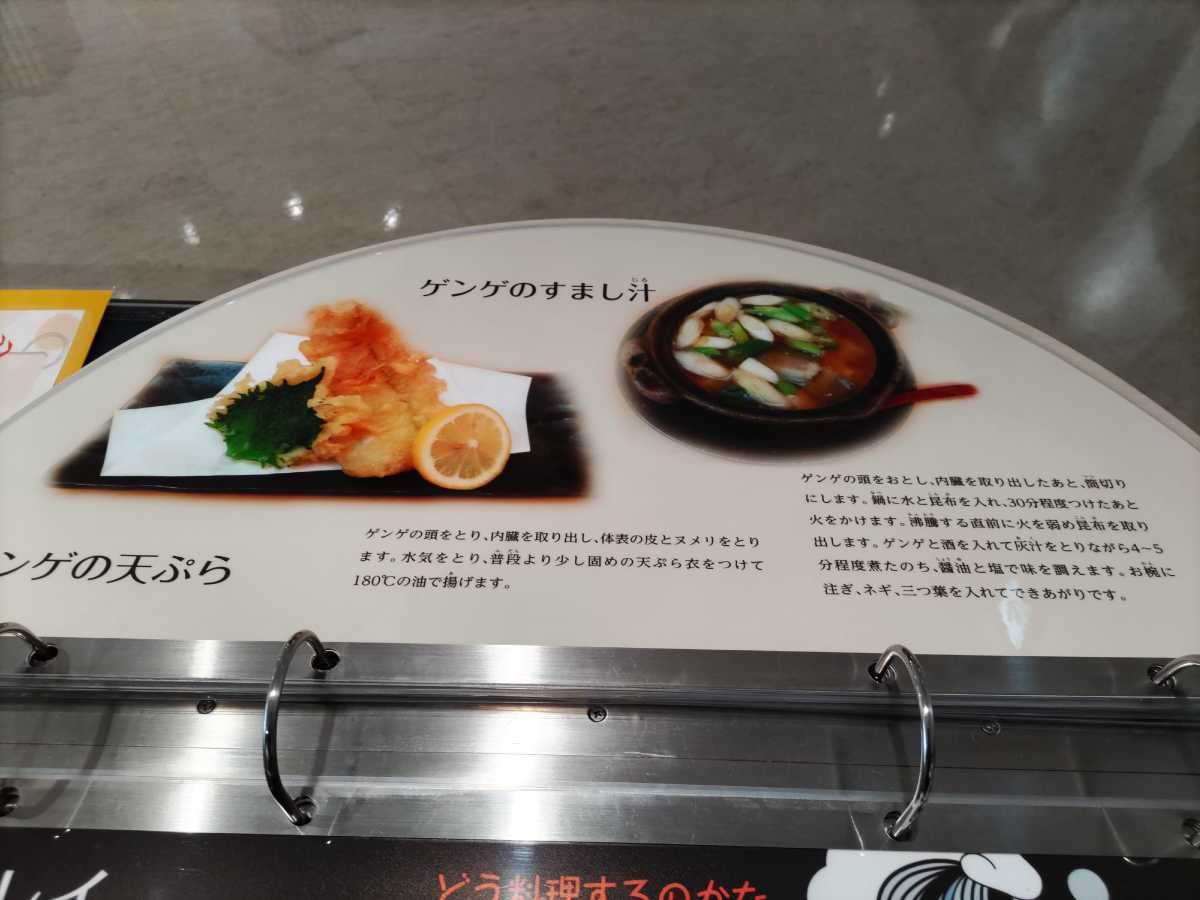 ゲンゲのすまし汁
じる
ンゲの天ぷら
ゲンゲの頭をとり、内臓を取り出し、体表の皮とヌメリをとり
ます。水気をとり、普段より少し固めの天ぷら衣をつけて
180℃の油で揚げます。
ゲンゲの頭をおとし、内臓を取り出したあと、筒切り
にします。鍋に水と昆布を入れ、30分程度つけたあと
火をかけます。沸騰する直前に火を弱め昆布を取り
出します。ゲンゲと酒を入れて灰汁をとりながら4~5
分程度煮たのち、醤油と塩で味を調えます。お椀に
注ぎ、ネギ、三つ葉を入れてできあがりです。
レイ
どう料理するのかな